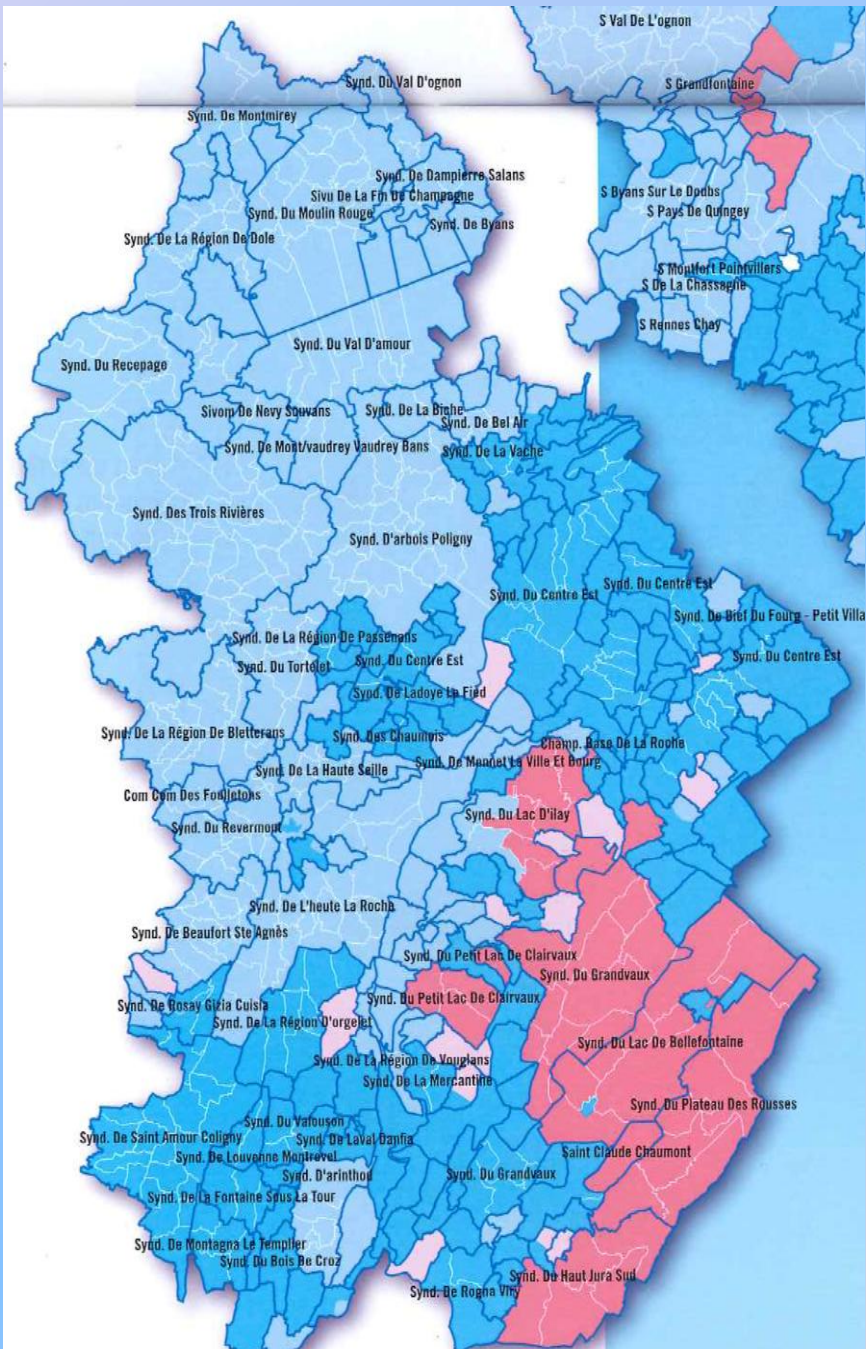 S Val De L'ognon
Synd. Du Val D'ognon
S Grandfontaine
Synd. De Montmirey
Synd. De Dampierre Salans
Sivu De La Fin De Champagne
Synd. Du Moulin Rouge
Synd. De Byans
S Byans Sur Le Doubs
S Pays De Quingey
Synd. De La Région De Dole
S Montfort Pointvillers
S De La Chassagne
S Rennes Chay
Synd. Du Val D'amour
Synd. Du Recepage
Sivom De Nevy Souvans
Synd. De La Biche
Synd. De Bel Air
Synd. De Mont/vaudrey Vaudrey Bans
Synd. De La Vache
Synd. Des Trois Rivières
Synd. D'arbois Poligny
Synd. Du Centre Est
Synd. Du Centre Est
Synd. De Bief Du Fourg - Petit Villa
Synd. De La Région De Passenans
Synd. Du Tortelet
Synd. Du Centre Est
Synd. Du Centre Est
Synd. De Ladoye La Fied
Synd. De La Région De Bletterans
Synd. Des Chaumois
Champ. Base De La Roche
Synd. De Monnet La Ville Et Bourg
Synd. De La Haute Seille
Com Com Des Foulletons
Synd. Du Lac D'ilay
Synd. Du Revermont
Synd. De L'heute La Roche
Synd. De Beaufort Ste Agnès
Synd. Du Petit Lac De Clairvaux
Synd. Du Grandvaux
Synd. Du Petit Lac De Clairvaux
Synd. De Rosay Gizia Cuisia
Synd. De La Région D'orgelet
Synd. Du Lac De Bellefontaine
Synd. De La Région De Vouglans
Synd. De La Mercantine
Synd. Du Plateau Des Rousses
Synd. Du Valouson
Synd. De Saint Amour Coligny
Synd. De Laval Danfia
Synd. De Louvenne Montrevel
Saint Claude Chaumont
Synd. D'arinthod
Synd. Du Grandvaux
Synd. De La Fontaine Sous La Tour
Synd. De Montagna Le Templier
Synd. Du Bois De Croz
Synd. Du Haut Jura Sud
Synd. De Rogna Viry